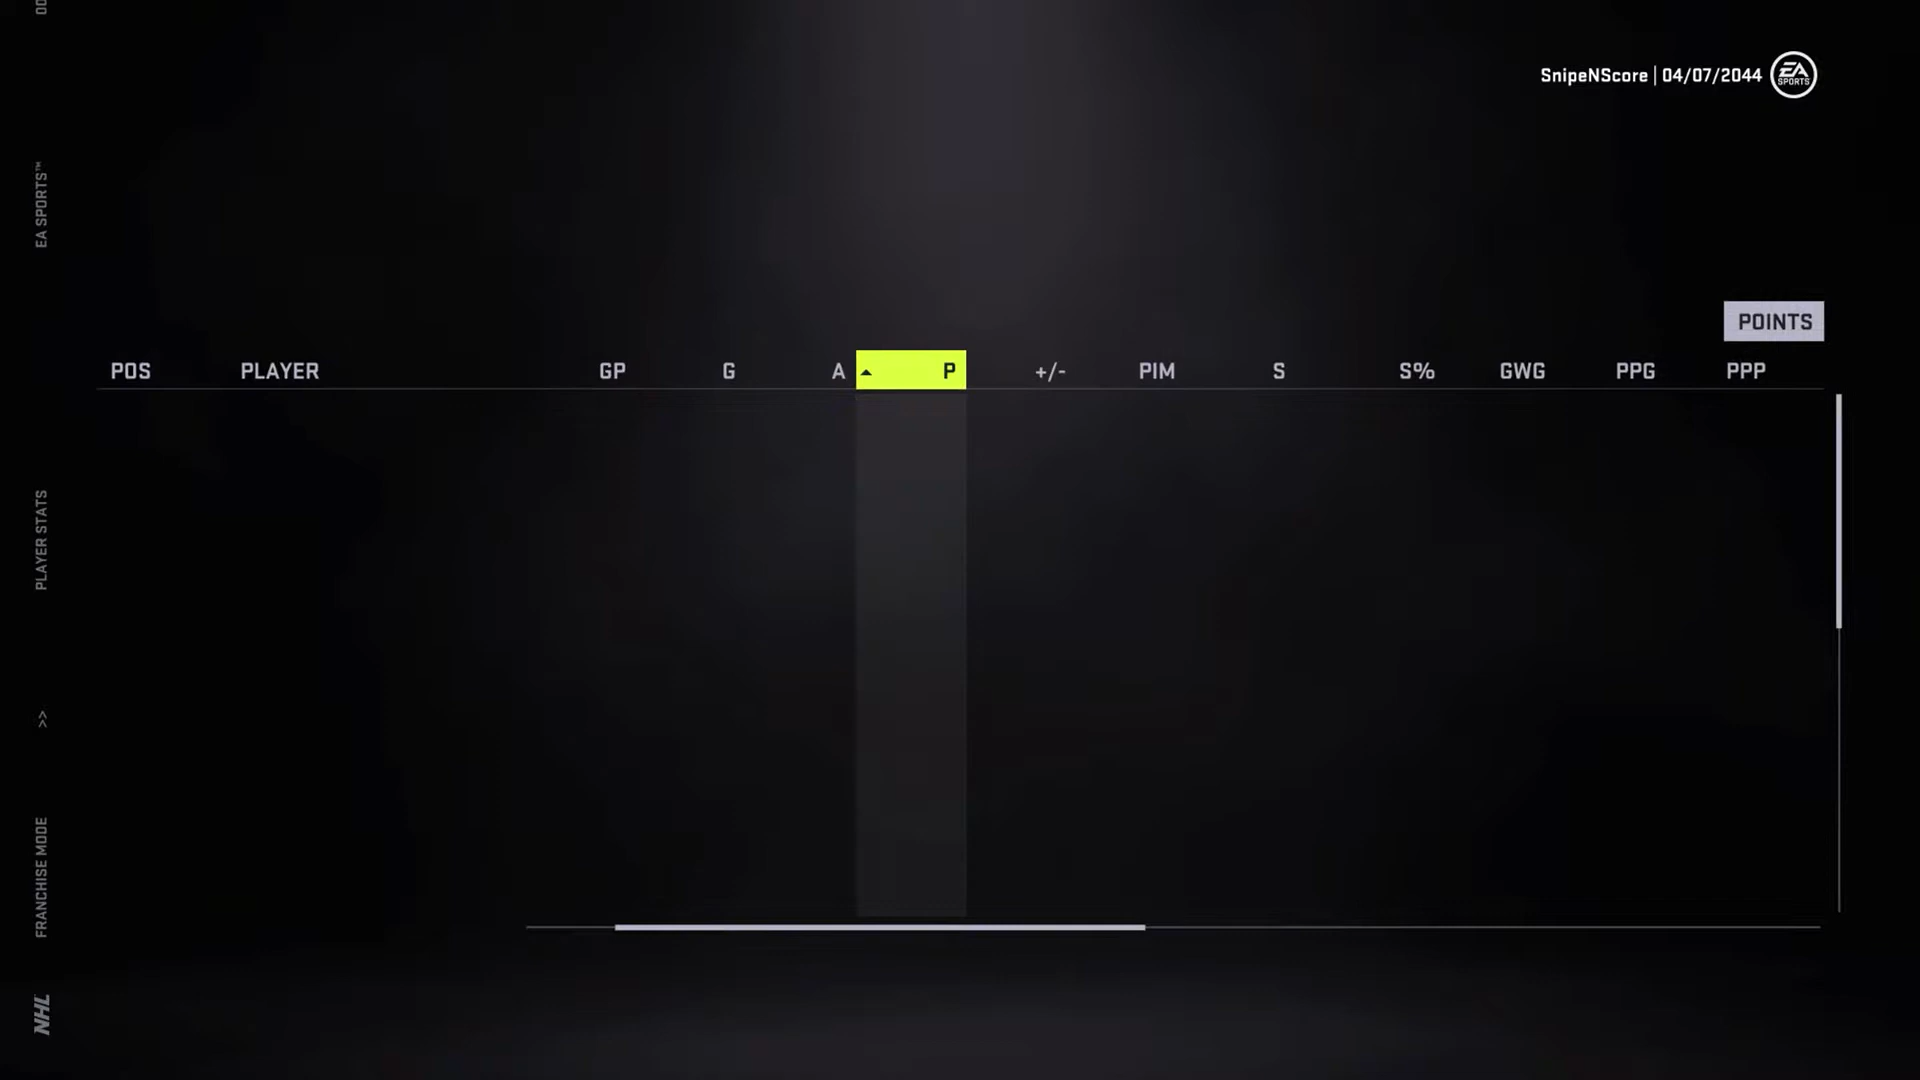 SnipeNScore | 04/07/2044
EA SPORTS
POINTS
POS PLAYER GP G A P +/- PIM S S% GWG PPG PPP
EA SPORTS™
PLAYER STATS
>>
FRANCHISE MODE
NHL